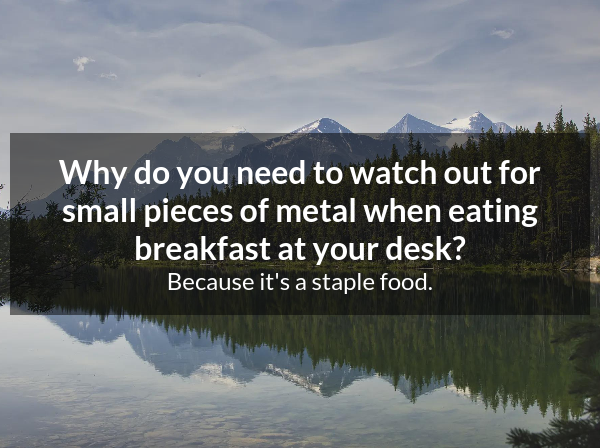 Why do you need to watch out for
small pieces of metal when eating
breakfast at your desk?
Because it's a staple food.